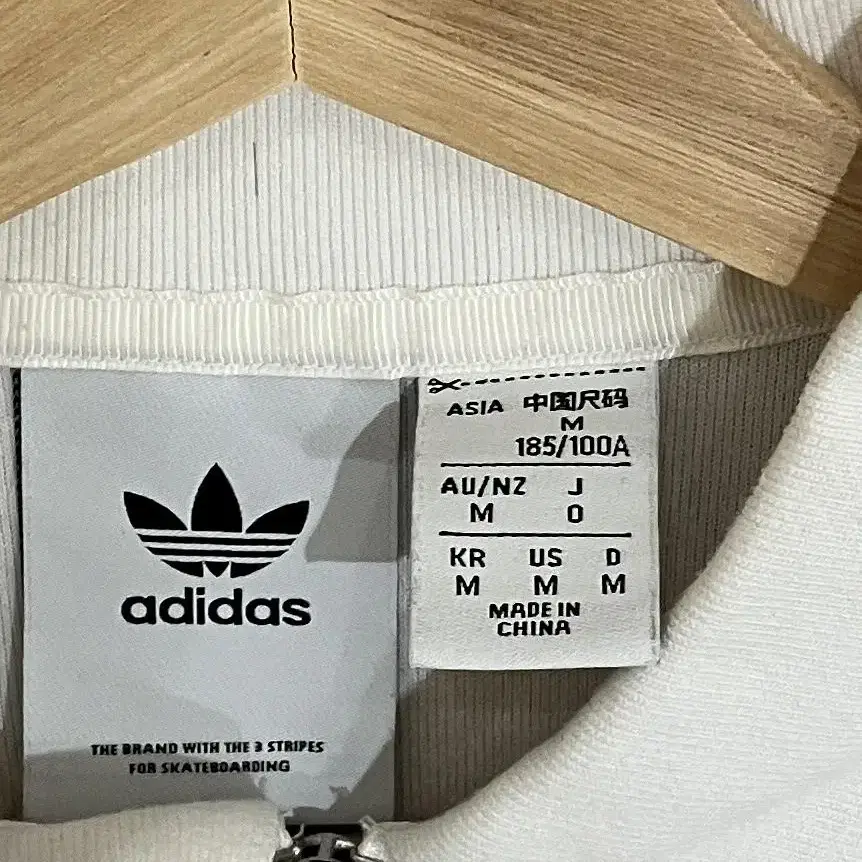 adidas
THE BRAND WITH THE 3 STRIPES
FOR SKATEBOARDING
ASIA 中国尺码
M
185/100A
AU/NZ J
M O
KR US D
M M M
MADE IN
CHINA